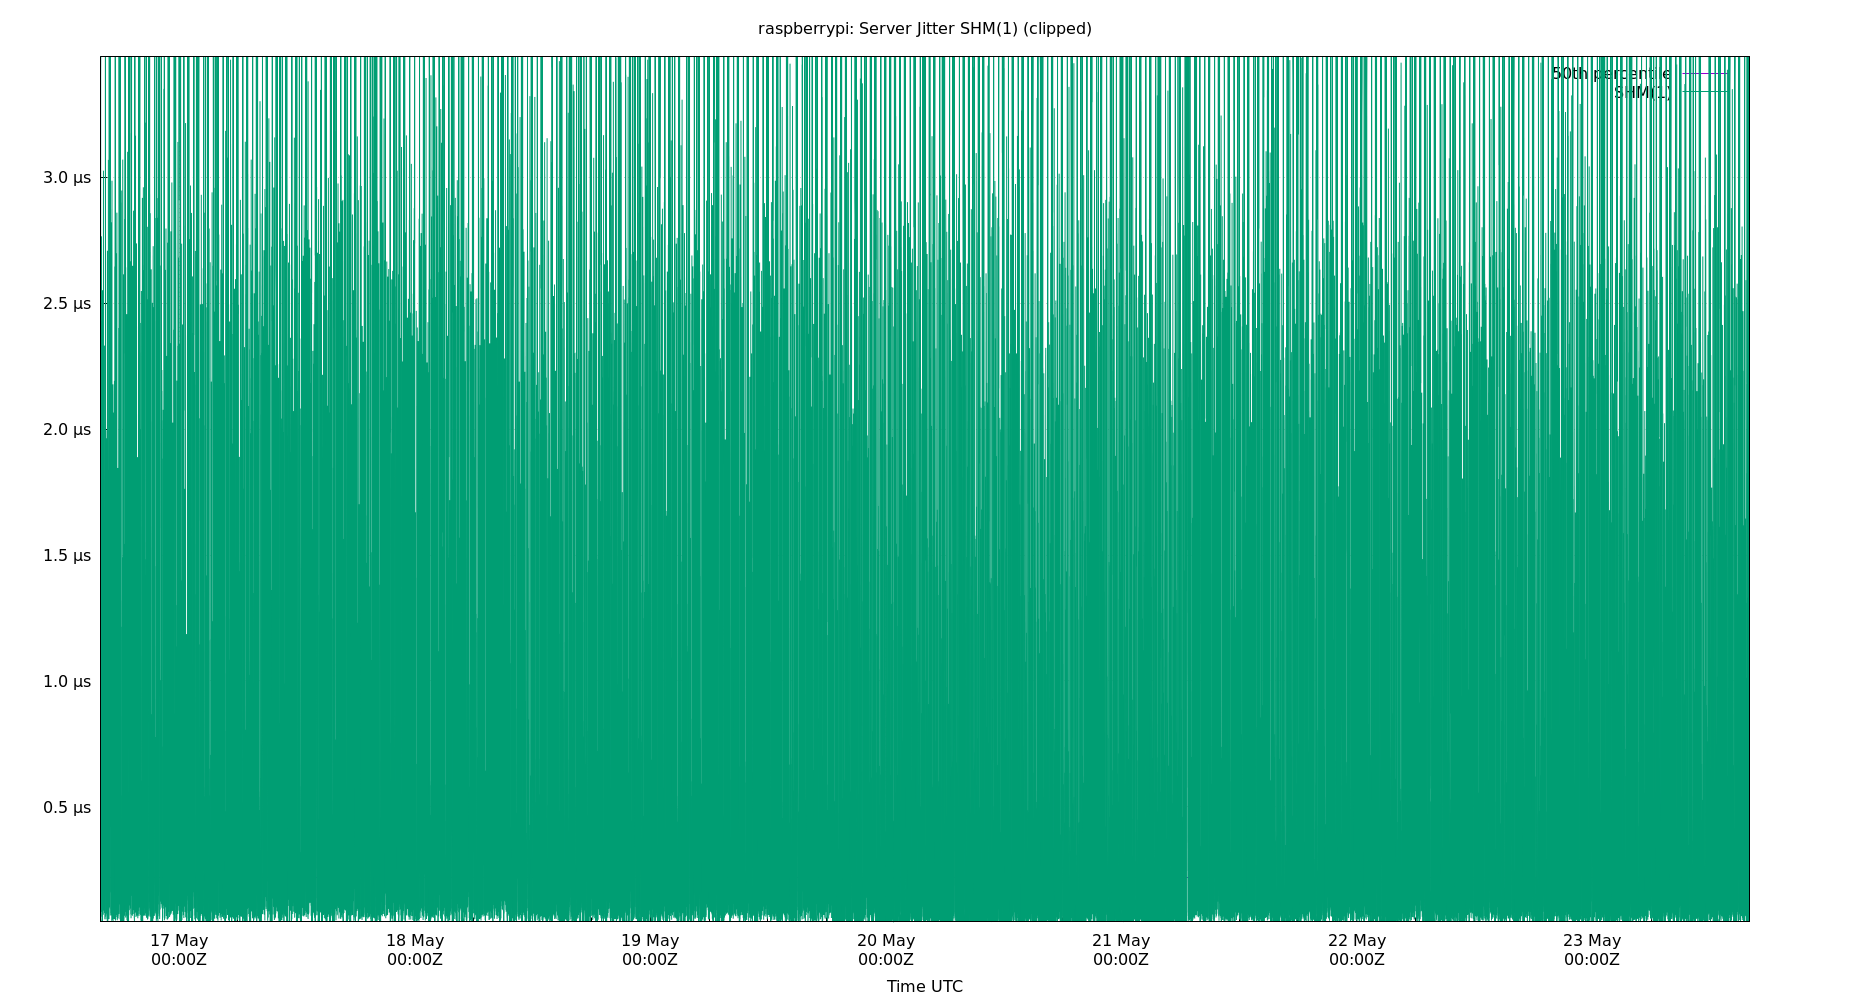 raspberrypi: Server Jitter SHM(1) (clipped)
50th percentile
SHM(1)
3.0 µs
2.5 µs
2.0 µs
1.5 µs
1.0 µs
0.5 µs
17 May 18 May 19 May 20 May 21 May 22 May 23 May
00:00Z 00:00Z 00:00Z 00:00Z 00:00Z 00:00Z 00:00Z
Time UTC